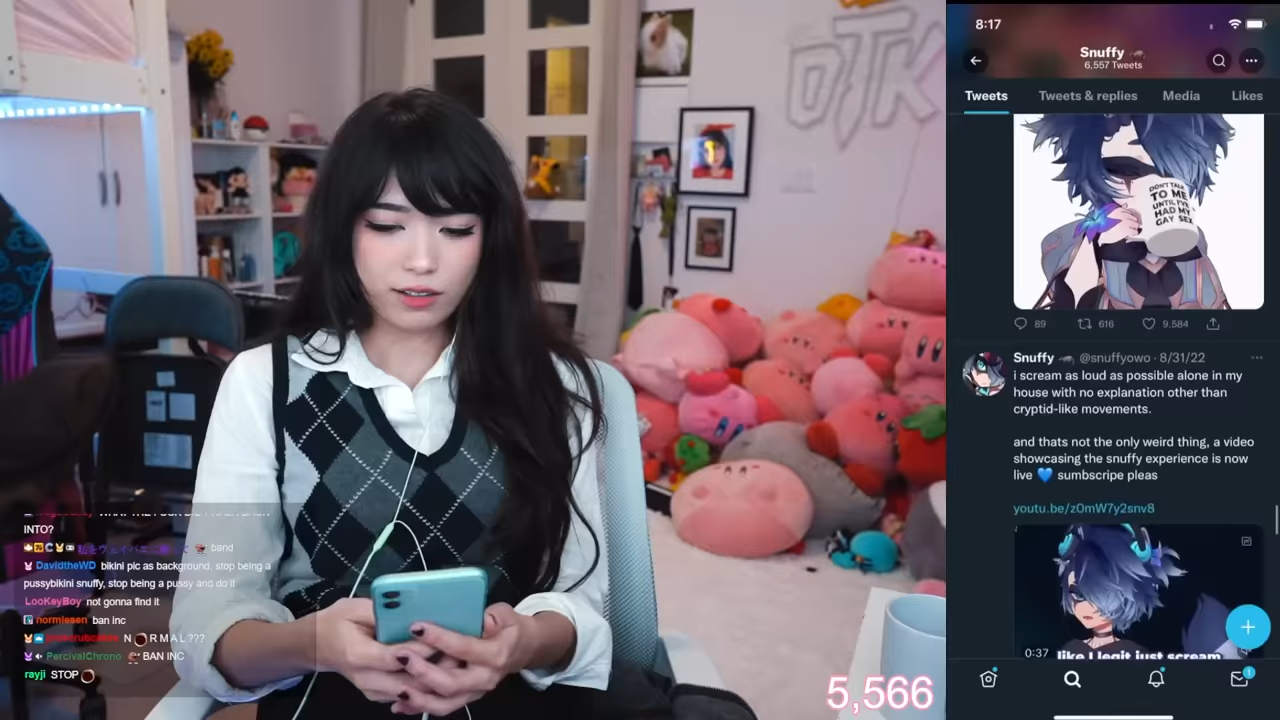 OTK
INTO?
band
DavidtheWD bikini pic as background. stop being a
pussybikini snuffy, stop being a pussy and do it
LooKeyBoy not gonna find it
normiesen ban inc
N R M A L ???
PercivalChrono BAN INC
rayji STOP
5,566
8:17
Snuffy
6,557 Tweets
Tweets Tweets & replies Media Likes
DON'T TALK
TO ME
UNTIL I'VE
HAD MY
GAY SEX
89 616 9,584
Snuffy @snuffyowo · 8/31/22
i scream as loud as possible alone in my
house with no explanation other than
cryptid-like movements.
and thats not the only weird thing, a video
showcasing the snuffy experience is now
live 💙 sumbscripe pleas
youtu.be/z0mW7y2snv8
0:37 like I legit just scream
1